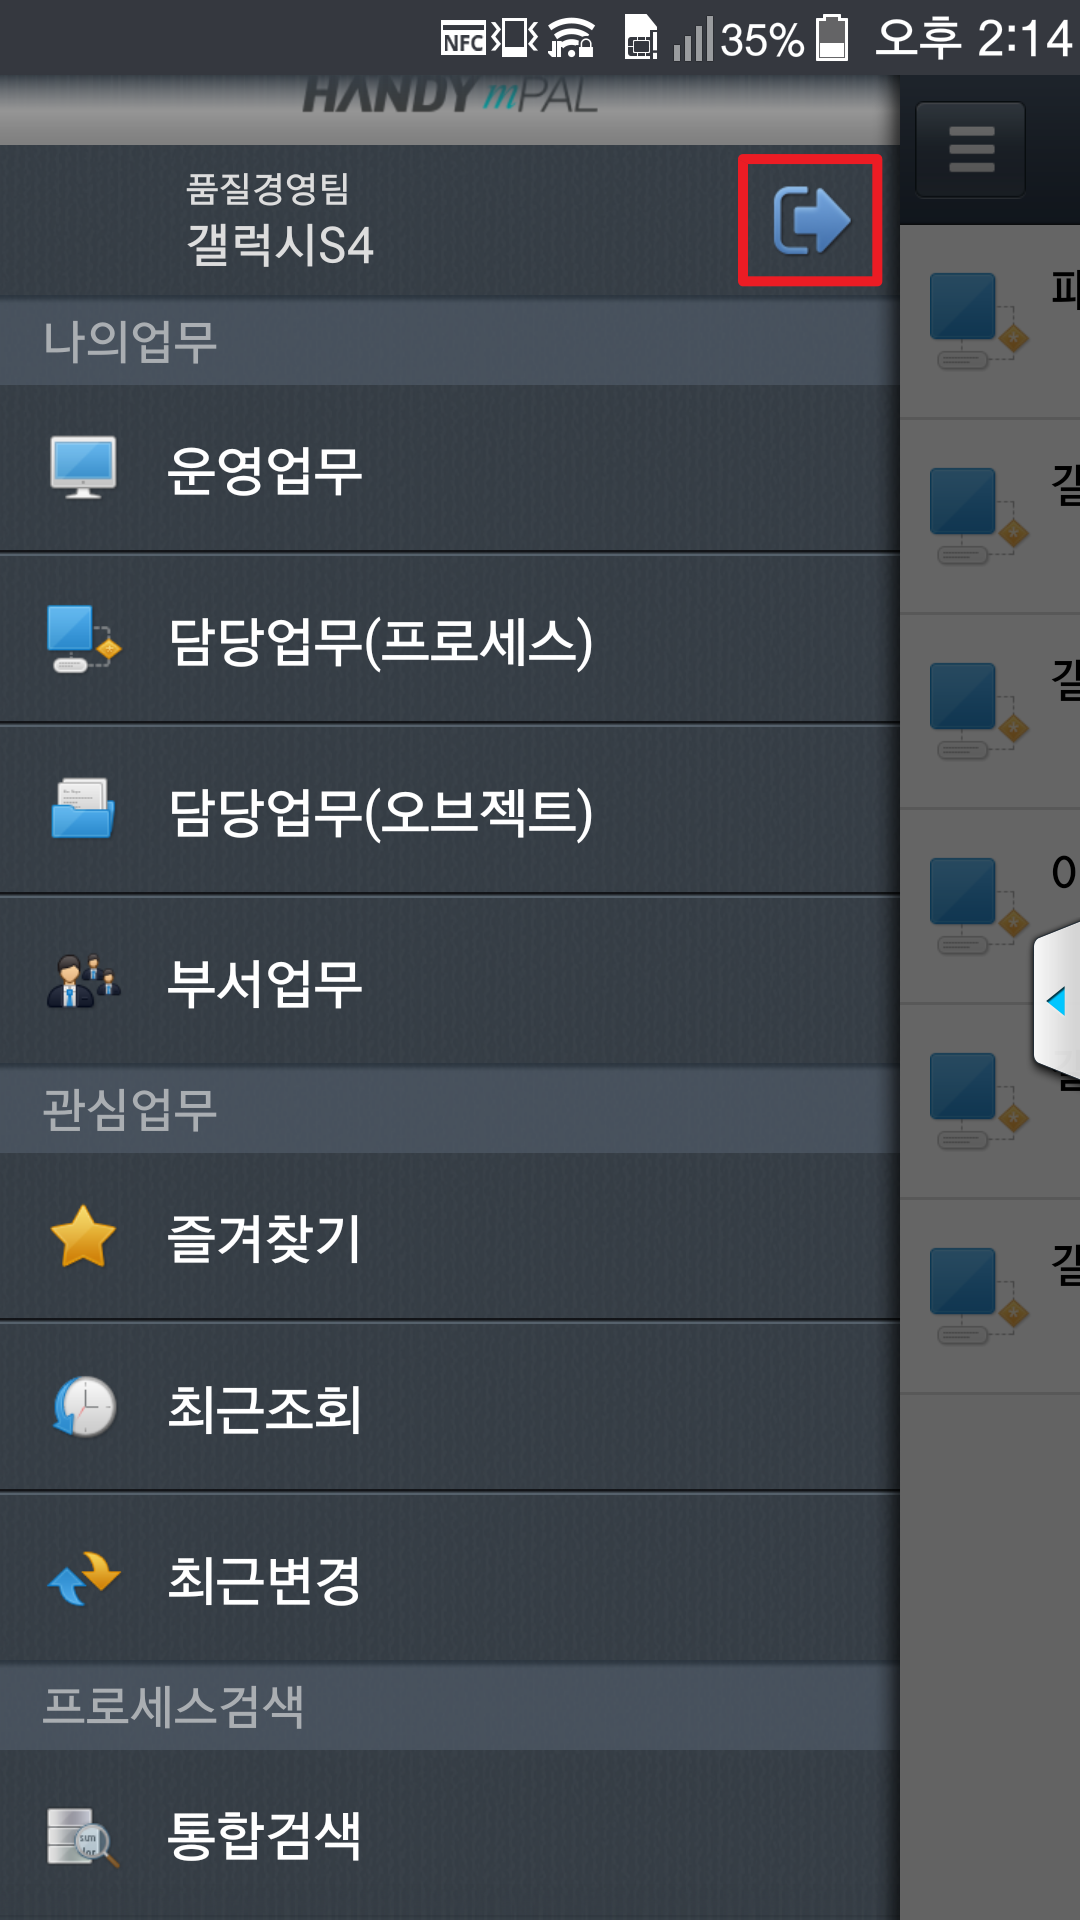 NFC 35% 오후 2:14
HANDY mPAL
품질경영팀
갤럭시S4
나의업무
운영업무
담당업무(프로세스)
담당업무(오브젝트)
부서업무
관심업무
즐겨찾기
최근조회
최근변경
프로세스검색
통합검색